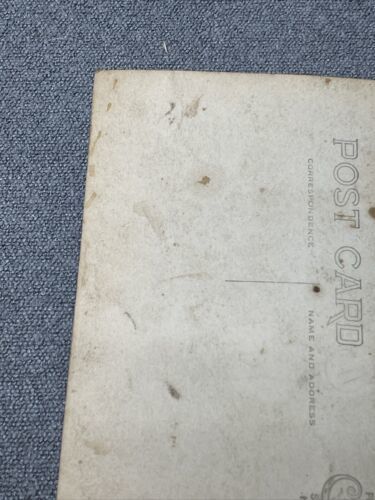 POST CARD
CORRESPONDENCE
NAME AND ADDRESS